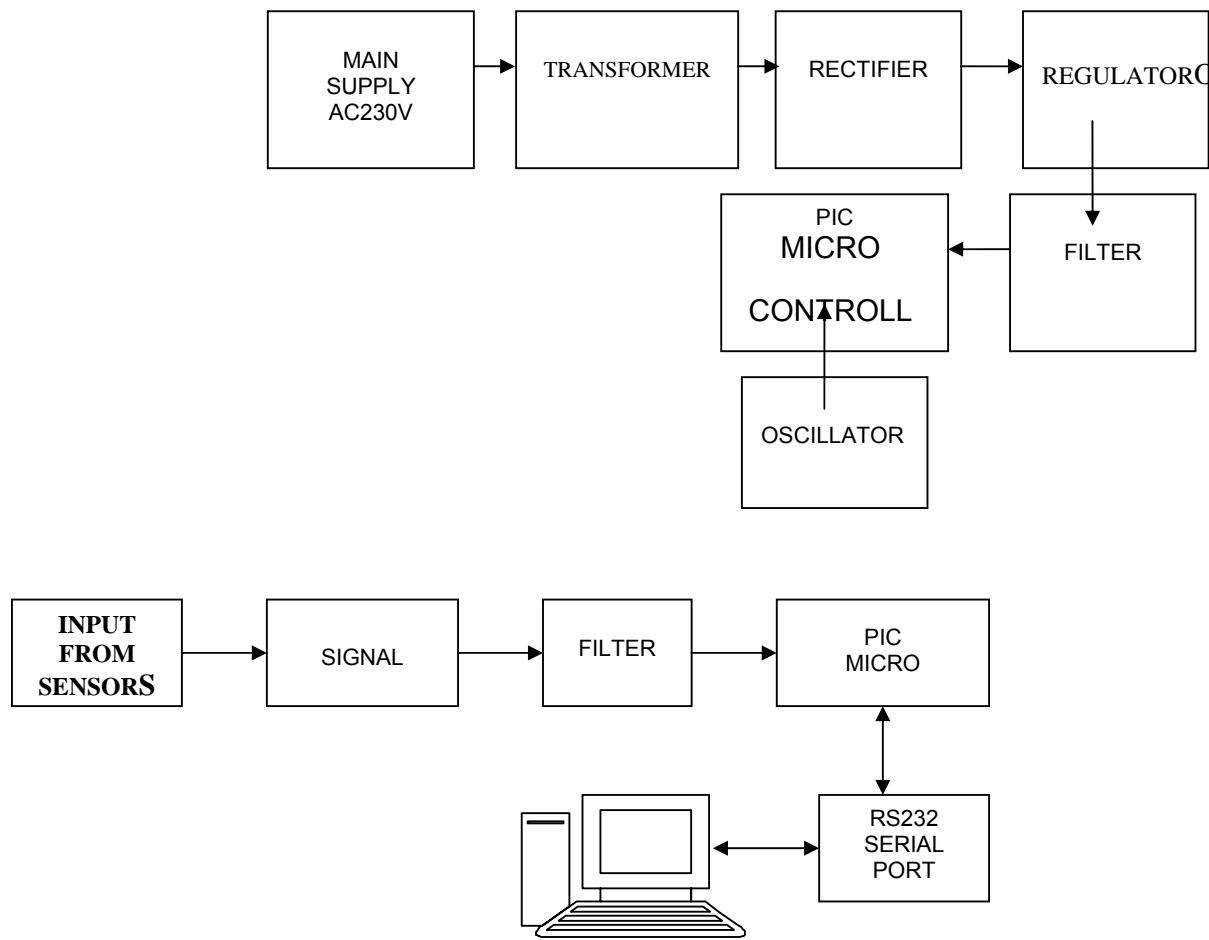 MAIN
SUPPLY
AC230V
TRANSFORMER
RECTIFIER
REGULATORC
PIC
MICRO
CONTROLL
FILTER
OSCILLATOR
INPUT
FROM
SENSORS
SIGNAL
FILTER
PIC
MICRO
RS232
SERIAL
PORT